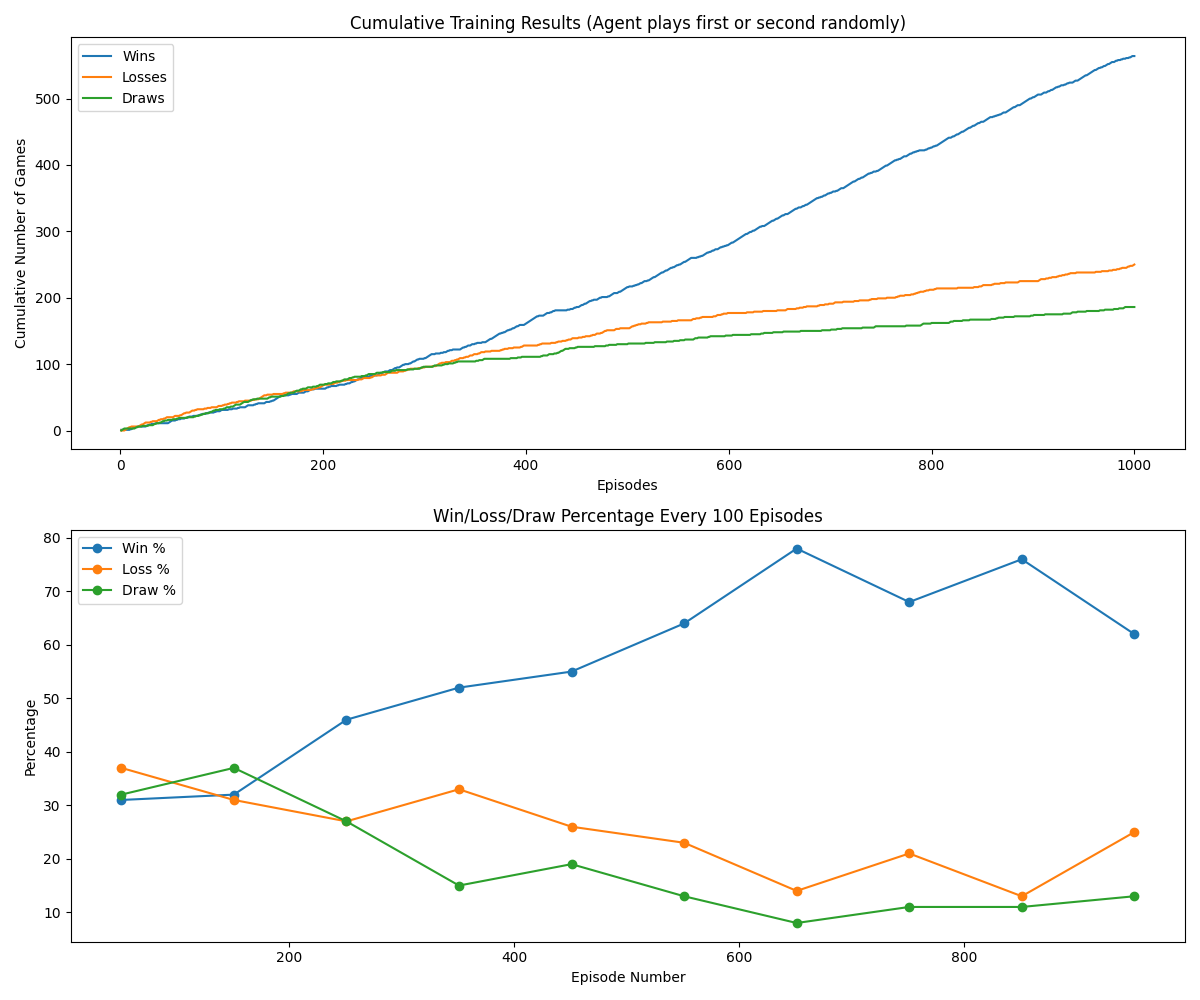 Cumulative Training Results (Agent plays first or second randomly)
Wins
Losses
Draws
Cumulative Number of Games
500
400
300
200
100
0
0 200 400 600 800 1000
Episodes
Win/Loss/Draw Percentage Every 100 Episodes
Win %
Loss %
Draw %
Percentage
80
70
60
50
40
30
20
10
200 400 600 800
Episode Number